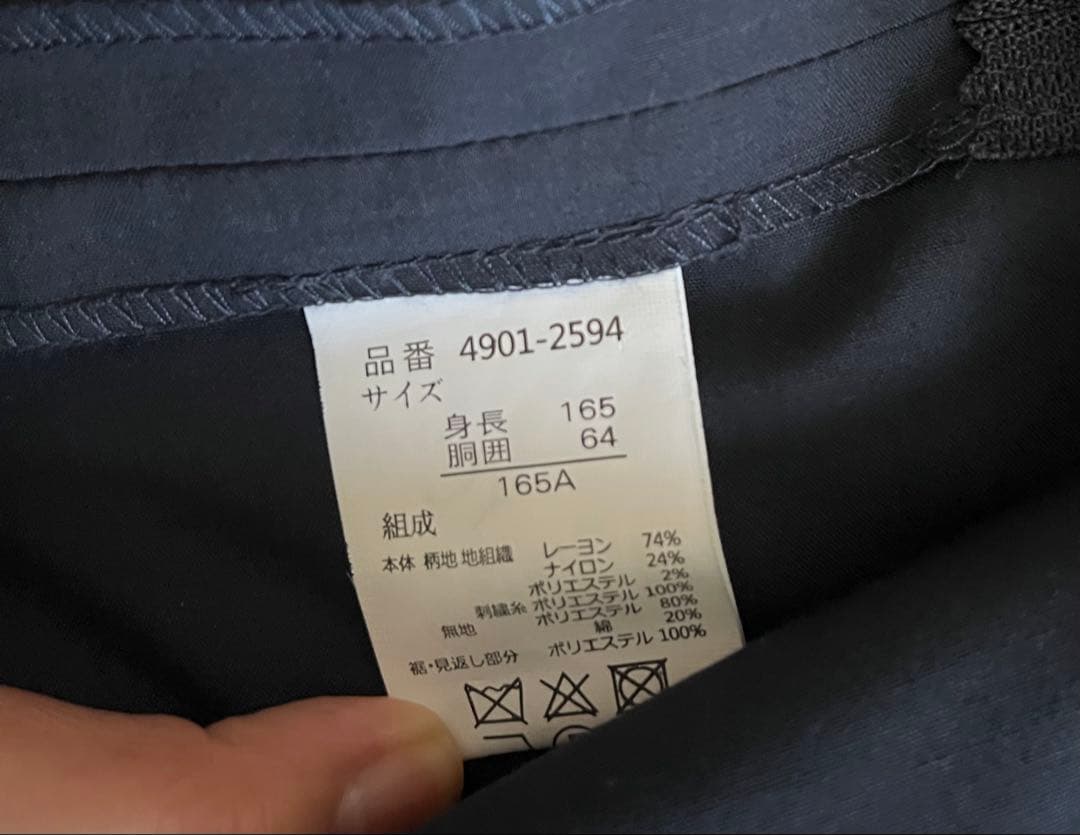 品番 4901-2594
サイズ
身長 165
胴囲 64
165A
組成
本体 柄地 地組織 レーヨン 74%
ナイロン 24%
ポリエステル 2%
刺繍糸 ポリエステル 100%
無地 ポリエステル 80%
綿 20%
裾・見返し部分 ポリエステル 100%